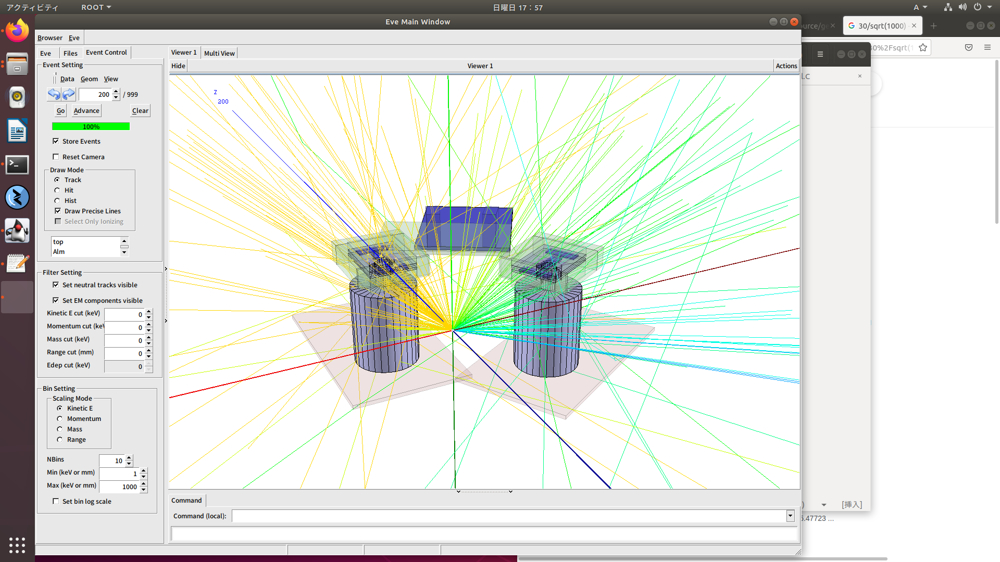 アクティビティ
ROOT
日曜日 17：57
A
Eve Main Window
Browser
Eve
Eve
Files
Event Control
Event Setting
Data
Geom
View
200
/ 999
Go
Advance
Clear
100%
Store Events
Reset Camera
Draw Mode
Track
Hit
Hist
Draw Precise Lines
Select Only Ionizing
top
Alm
Filter Setting
Set neutral tracks visible
Set EM components visible
Kinetic E cut (keV)
0
Momentum cut (keV
0
Mass cut (keV)
0
Range cut (mm)
0
Edep cut (keV)
0
Bin Setting
Scaling Mode
Kinetic E
Momentum
Mass
Range
NBins
10
Min (keV or mm)
1
Max (keV or mm)
1000
Set bin log scale
Viewer 1
Multi View
Hide
Viewer 1
Actions
Z
200
Command
Command (local):
ource/ge
30/sqrt(1000)
30%2Fsqrt(1
l.C
[挿入]
5.47723 ...